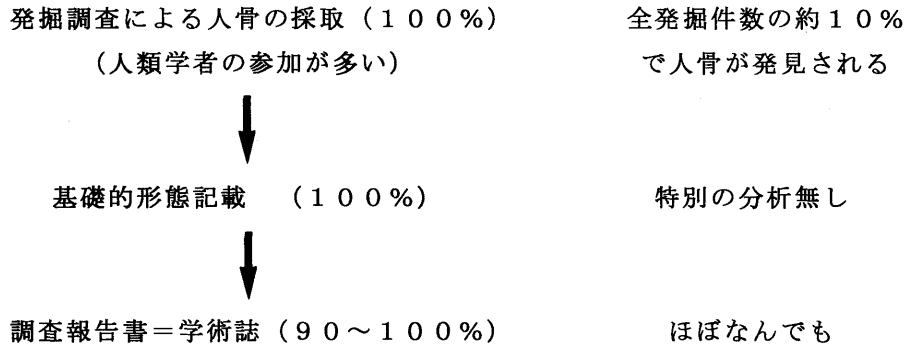 発掘調査による人骨の採取（１００％）　全発掘件数の約１０％
（人類学者の参加が多い）　で人骨が発見される
基礎的形態記載　（１００％）　特別の分析無し
調査報告書＝学術誌（９０～１００％）　ほぼなんでも